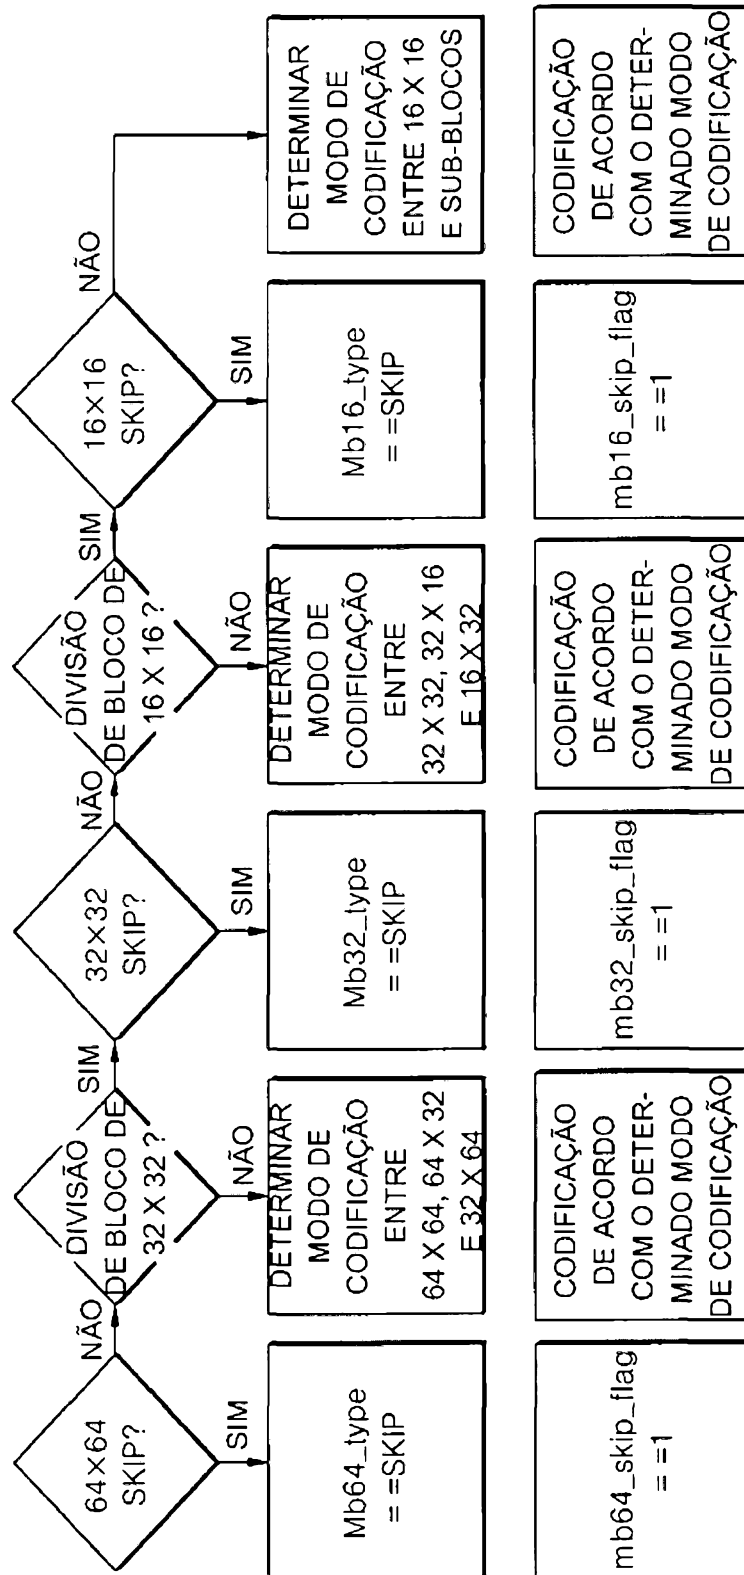 64×64
SKIP?
NÃO
SIM
DIVISÃO
DE BLOCO DE
32 X 32 ?
SIM
NÃO
32×32
SKIP?
NÃO
SIM
DIVISÃO
DE BLOCO DE
16 X 16 ?
SIM
NÃO
16×16
SKIP?
NÃO
SIM
Mb64_type
= =SKIP
DETERMINAR
MODO DE
CODIFICAÇÃO
ENTRE
64 X 64, 64 X 32
E 32 X 64
Mb32_type
= =SKIP
DETERMINAR
MODO DE
CODIFICAÇÃO
ENTRE
32 X 32, 32 X 16
E 16 X 32
Mb16_type
= =SKIP
DETERMINAR
MODO DE
CODIFICAÇÃO
ENTRE 16 X 16
E SUB-BLOCOS
mb64_skip_flag
= =1
CODIFICAÇÃO
DE ACORDO
COM O DETER-
MINADO MODO
DE CODIFICAÇÃO
mb32_skip_flag
= =1
CODIFICAÇÃO
DE ACORDO
COM O DETER-
MINADO MODO
DE CODIFICAÇÃO
mb16_skip_flag
= =1
CODIFICAÇÃO
DE ACORDO
COM O DETER-
MINADO MODO
DE CODIFICAÇÃO